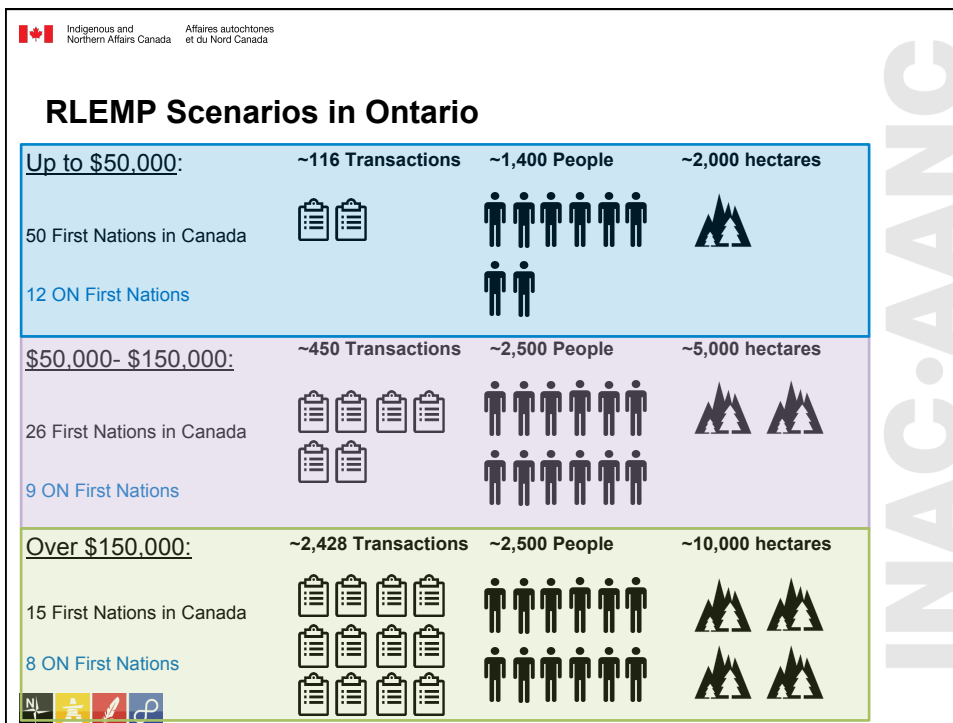 Indigenous and Affaires autochtones
Northern Affairs Canada et du Nord Canada
RLEMP Scenarios in Ontario
Up to $50,000: ~116 Transactions ~1,400 People ~2,000 hectares
50 First Nations in Canada
12 ON First Nations
$50,000- $150,000: ~450 Transactions ~2,500 People ~5,000 hectares
26 First Nations in Canada
9 ON First Nations
Over $150,000: ~2,428 Transactions ~2,500 People ~10,000 hectares
15 First Nations in Canada
8 ON First Nations
N
INAC•AANC